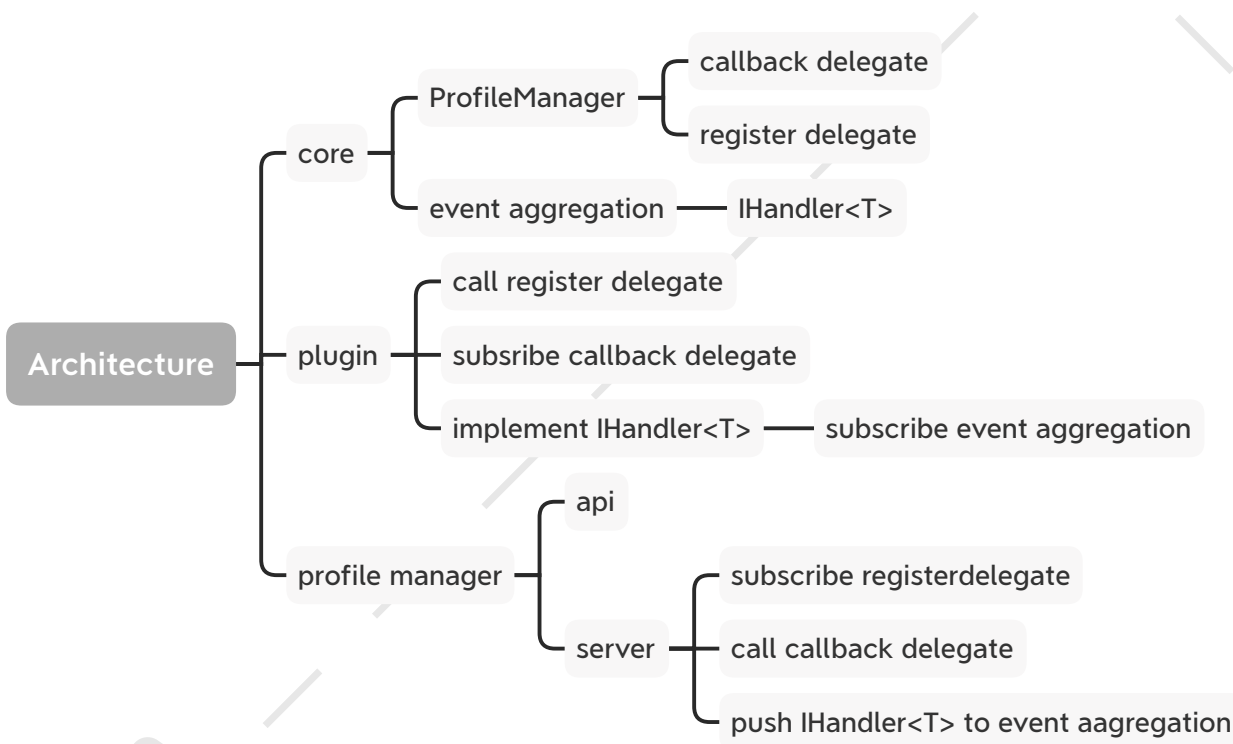 Architecture
core
ProfileManager
callback delegate
register delegate
event aggregation
IHandler<T>
plugin
call register delegate
subsribe callback delegate
implement IHandler<T>
subscribe event aggregation
profile manager
api
server
subscribe registerdelegate
call callback delegate
push IHandler<T> to event aagregation